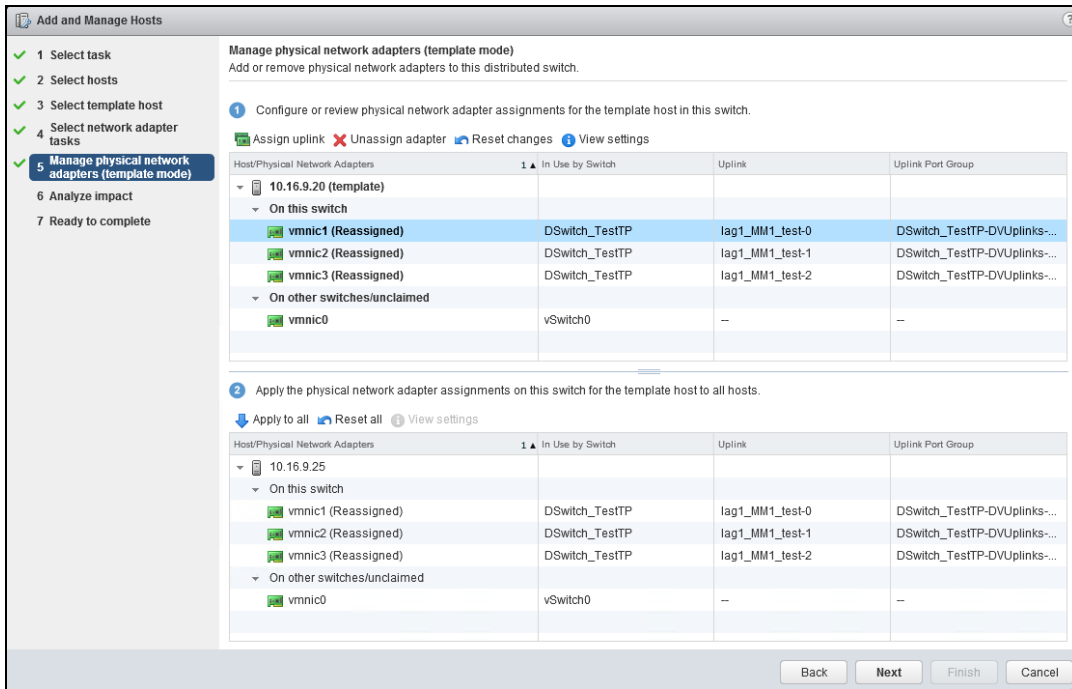 Add and Manage Hosts
?
1 Select task
2 Select hosts
3 Select template host
4 Select network adapter
tasks
5 Manage physical network
adapters (template mode)
6 Analyze impact
7 Ready to complete
Manage physical network adapters (template mode)
Add or remove physical network adapters to this distributed switch.
1 Configure or review physical network adapter assignments for the template host in this switch.
Assign uplink Unassign adapter Reset changes View settings
Host/Physical Network Adapters 1 ▲ In Use by Switch Uplink Uplink Port Group
10.16.9.20 (template)
On this switch
vmnic1 (Reassigned) DSwitch_TestTP lag1_MM1_test-0 DSwitch_TestTP-DVUplinks-...
vmnic2 (Reassigned) DSwitch_TestTP lag1_MM1_test-1 DSwitch_TestTP-DVUplinks-...
vmnic3 (Reassigned) DSwitch_TestTP lag1_MM1_test-2 DSwitch_TestTP-DVUplinks-...
On other switches/unclaimed
vmnic0 vSwitch0 -- --
2 Apply the physical network adapter assignments on this switch for the template host to all hosts.
Apply to all Reset all View settings
Host/Physical Network Adapters 1 ▲ In Use by Switch Uplink Uplink Port Group
10.16.9.25
On this switch
vmnic1 (Reassigned) DSwitch_TestTP lag1_MM1_test-0 DSwitch_TestTP-DVUplinks-...
vmnic2 (Reassigned) DSwitch_TestTP lag1_MM1_test-1 DSwitch_TestTP-DVUplinks-...
vmnic3 (Reassigned) DSwitch_TestTP lag1_MM1_test-2 DSwitch_TestTP-DVUplinks-...
On other switches/unclaimed
vmnic0 vSwitch0 -- --
Back Next Finish Cancel